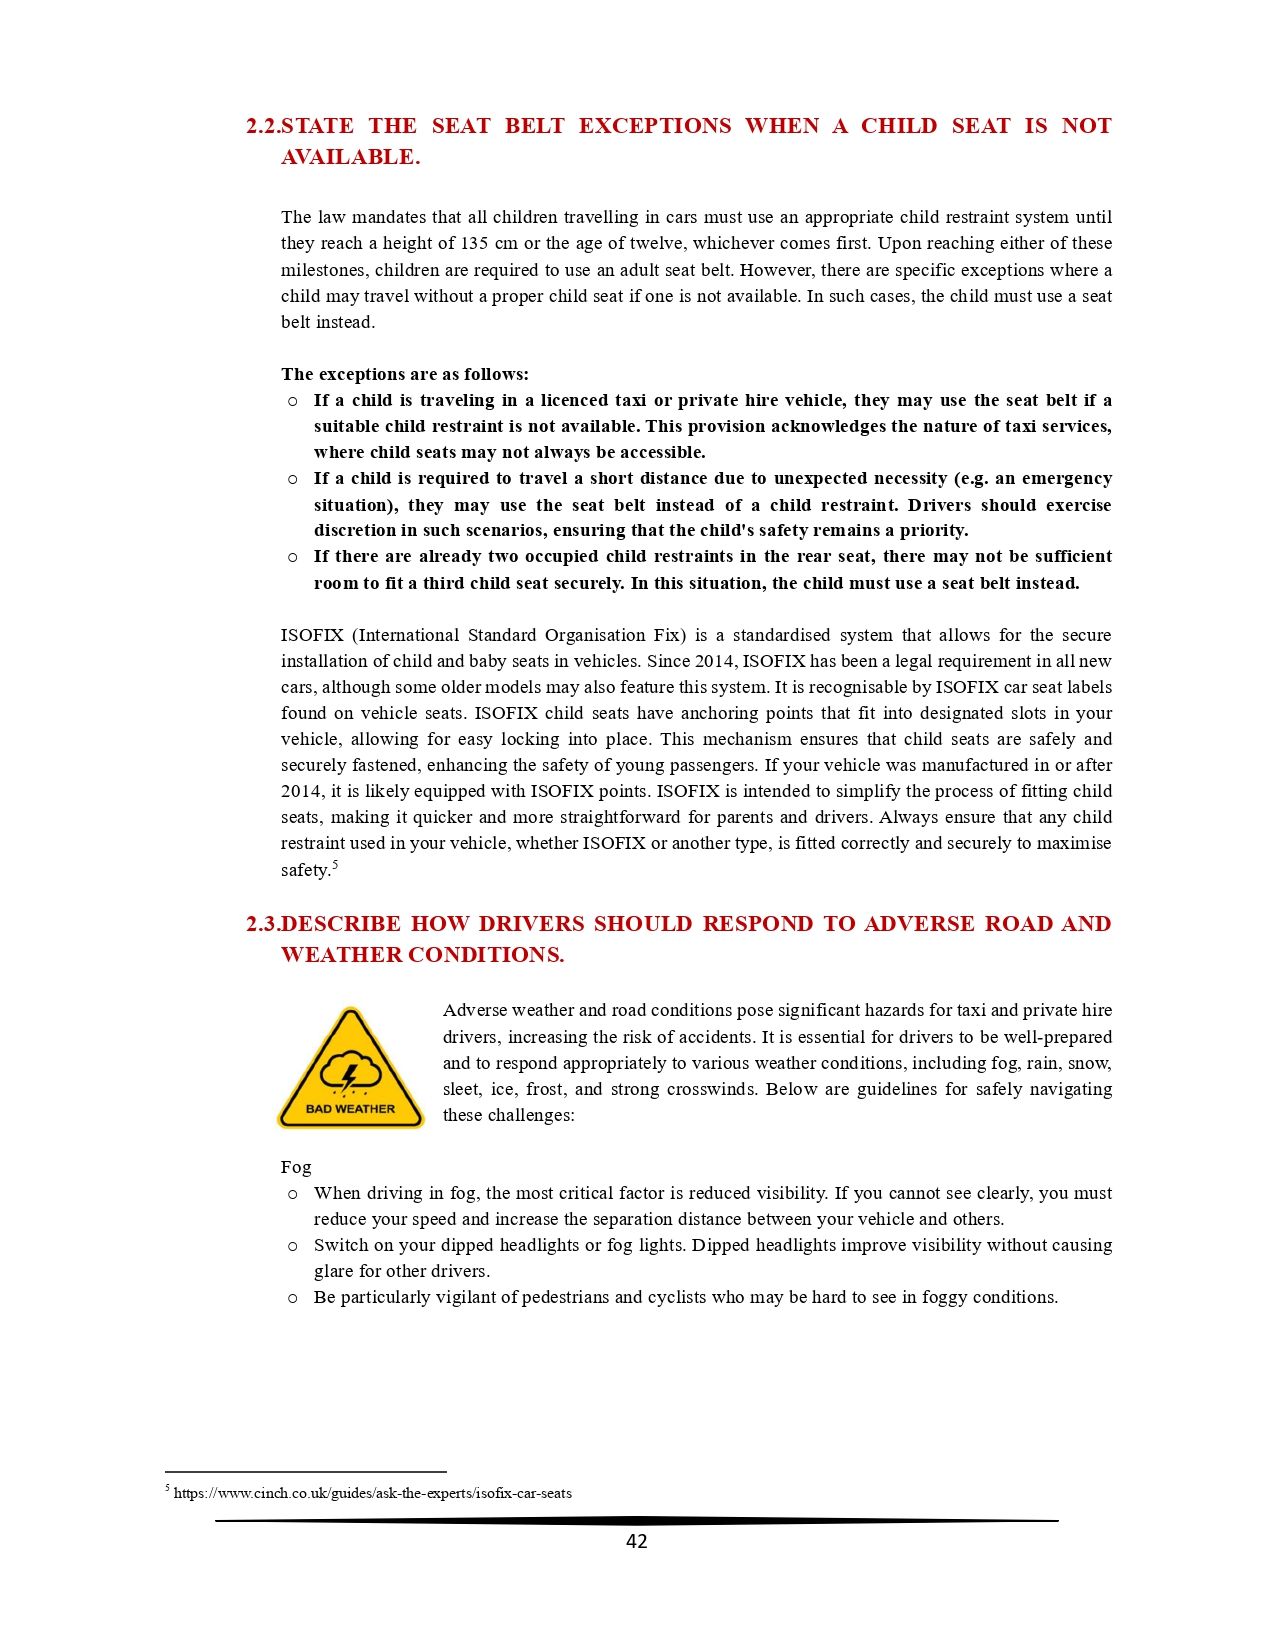 2.2.STATE THE SEAT BELT EXCEPTIONS WHEN A CHILD SEAT IS NOT
AVAILABLE.
The law mandates that all children travelling in cars must use an appropriate child restraint system until
they reach a height of 135 cm or the age of twelve, whichever comes first. Upon reaching either of these
milestones, children are required to use an adult seat belt. However, there are specific exceptions where a
child may travel without a proper child seat if one is not available. In such cases, the child must use a seat
belt instead.
The exceptions are as follows:
○ If a child is traveling in a licenced taxi or private hire vehicle, they may use the seat belt if a
suitable child restraint is not available. This provision acknowledges the nature of taxi services,
where child seats may not always be accessible.
○ If a child is required to travel a short distance due to unexpected necessity (e.g. an emergency
situation), they may use the seat belt instead of a child restraint. Drivers should exercise
discretion in such scenarios, ensuring that the child's safety remains a priority.
○ If there are already two occupied child restraints in the rear seat, there may not be sufficient
room to fit a third child seat securely. In this situation, the child must use a seat belt instead.
ISOFIX (International Standard Organisation Fix) is a standardised system that allows for the secure
installation of child and baby seats in vehicles. Since 2014, ISOFIX has been a legal requirement in all new
cars, although some older models may also feature this system. It is recognisable by ISOFIX car seat labels
found on vehicle seats. ISOFIX child seats have anchoring points that fit into designated slots in your
vehicle, allowing for easy locking into place. This mechanism ensures that child seats are safely and
securely fastened, enhancing the safety of young passengers. If your vehicle was manufactured in or after
2014, it is likely equipped with ISOFIX points. ISOFIX is intended to simplify the process of fitting child
seats, making it quicker and more straightforward for parents and drivers. Always ensure that any child
restraint used in your vehicle, whether ISOFIX or another type, is fitted correctly and securely to maximise
safety.5
2.3.DESCRIBE HOW DRIVERS SHOULD RESPOND TO ADVERSE ROAD AND
WEATHER CONDITIONS.
BAD WEATHER
Adverse weather and road conditions pose significant hazards for taxi and private hire
drivers, increasing the risk of accidents. It is essential for drivers to be well-prepared
and to respond appropriately to various weather conditions, including fog, rain, snow,
sleet, ice, frost, and strong crosswinds. Below are guidelines for safely navigating
these challenges:
Fog
○ When driving in fog, the most critical factor is reduced visibility. If you cannot see clearly, you must
reduce your speed and increase the separation distance between your vehicle and others.
○ Switch on your dipped headlights or fog lights. Dipped headlights improve visibility without causing
glare for other drivers.
○ Be particularly vigilant of pedestrians and cyclists who may be hard to see in foggy conditions.
5 https://www.cinch.co.uk/guides/ask-the-experts/isofix-car-seats
42